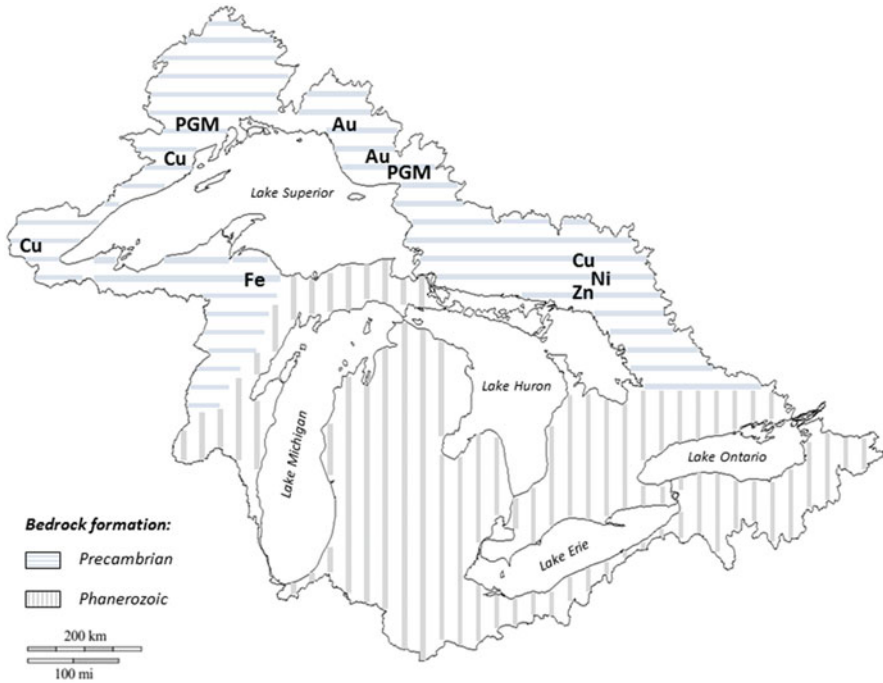 PGM
Au
Cu
Au
PGM
Lake Superior
Cu
Cu
Fe
Ni
Zn
Lake Huron
Lake Michigan
Lake Ontario
Bedrock formation:
Lake Erie
Precambrian
Phanerozoic
200 km
100 mi